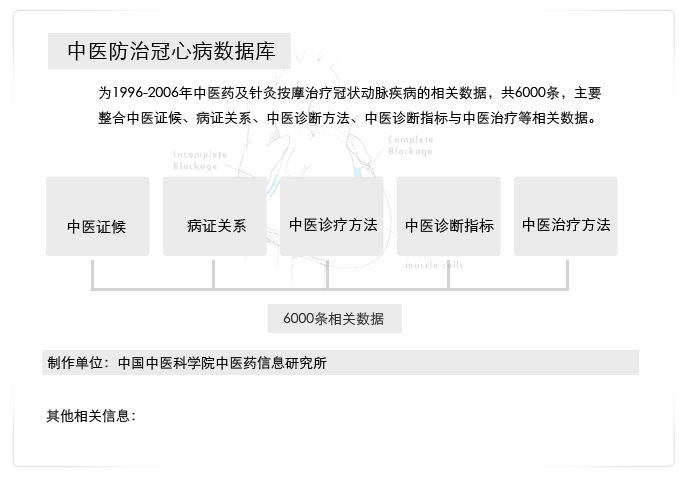 中医防治冠心病数据库
为1996-2006年中医药及针灸按摩治疗冠状动脉疾病的相关数据，共6000条，主要
整合中医证候、病证关系、中医诊断方法、中医诊断指标与中医治疗等相关数据。
Incomplete
Blockage
Complete
Blockage
中医证候
病证关系
中医诊疗方法
中医诊断指标
中医治疗方法
muscle cells
6000条相关数据
制作单位：中国中医科学院中医药信息研究所
其他相关信息：